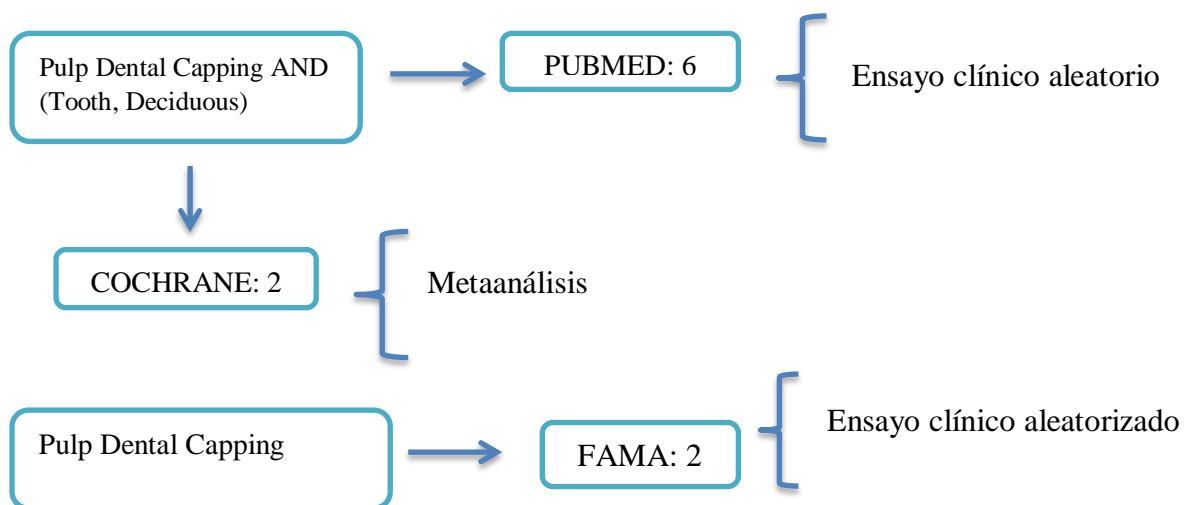 Pulp Dental Capping AND
(Tooth, Deciduous)
PUBMED: 6
Ensayo clínico aleatorio
COCHRANE: 2
Metaanálisis
Pulp Dental Capping
FAMA: 2
Ensayo clínico aleatorizado